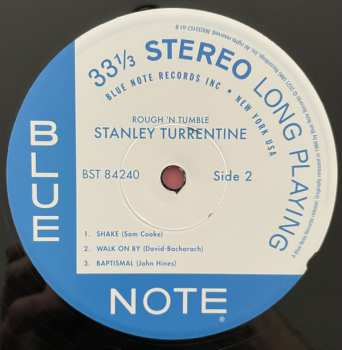 33⅓ STEREO LONG PLAYING
BLUE NOTE RECORDS INC • NEW YORK USA
ROUGH 'N TUMBLE
STANLEY TURRENTINE
BST 84240 Side 2
1. SHAKE (Sam Cooke)
2. WALK ON BY (David-Bacharach)
3. BAPTISMAL (John Hines)
BLUE
NOTE®